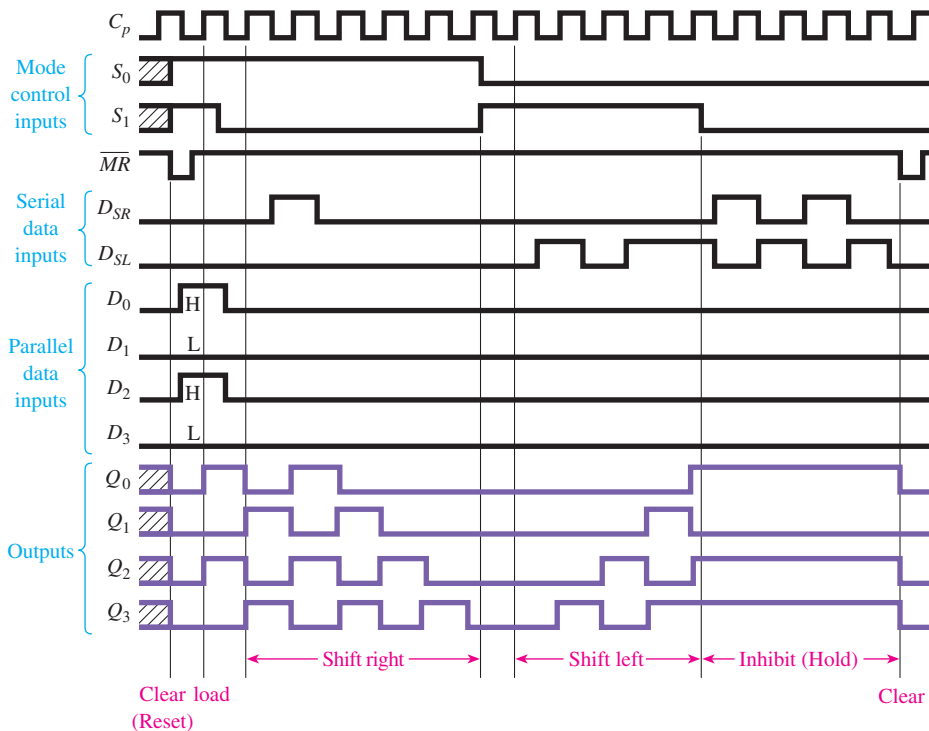 Cp
Mode
control
inputs
S0
S1
MR
Serial
data
inputs
DSR
DSL
Parallel
data
inputs
D0
H
D1
L
D2
H
D3
L
Outputs
Q0
Q1
Q2
Q3
Shift right
Shift left
Inhibit (Hold)
Clear load
(Reset)
Clear